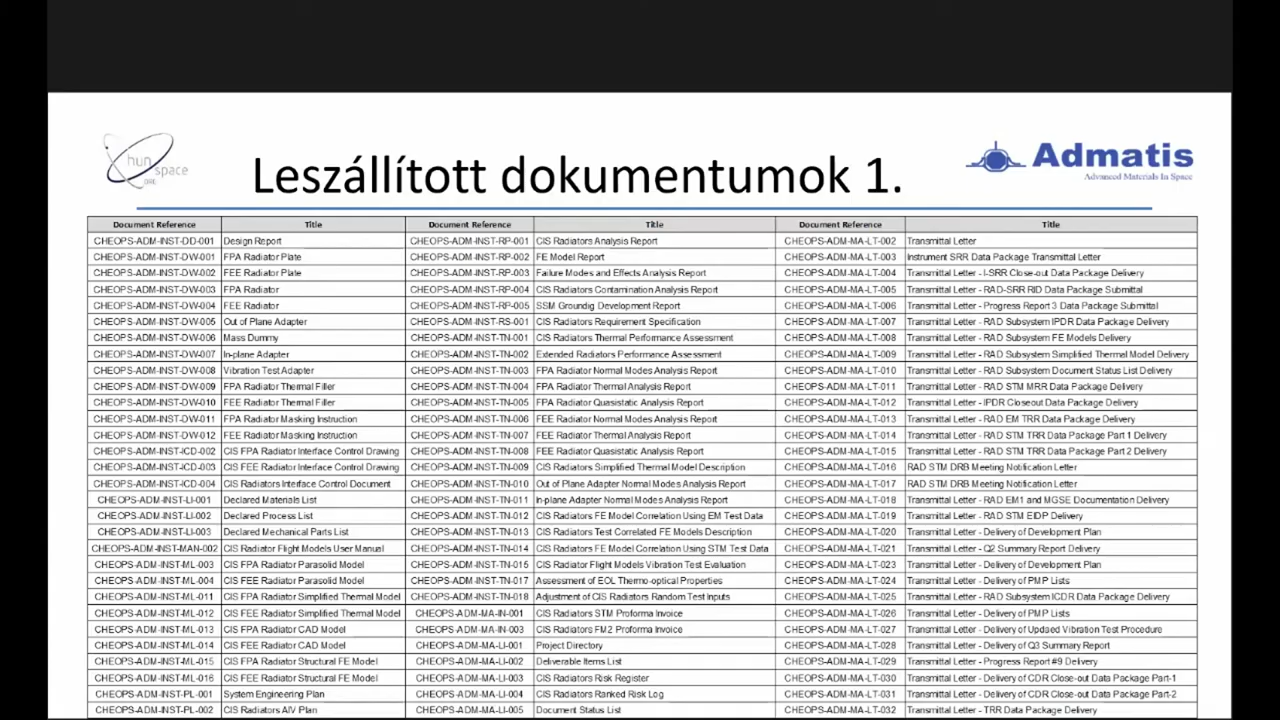 hun
space
Leszállított dokumentumok 1.
Admatis
Advanced Materials In Space
Document Reference Title Document Reference Title Document Reference Title
CHEOPS-ADM-INST-DD-001 Design Report CHEOPS-ADM-INST-RP-001 CIS Radiators Analysis Report CHEOPS-ADM-MA-LT-002 Transmittal Letter
CHEOPS-ADM-INST-DW-001 FPA Radiator Plate CHEOPS-ADM-INST-RP-002 FE Model Report CHEOPS-ADM-MA-LT-003 Instrument SRR Data Package Transmittal Letter
CHEOPS-ADM-INST-DW-002 FEE Radiator Plate CHEOPS-ADM-INST-RP-003 Failure Modes and Effects Analysis Report CHEOPS-ADM-MA-LT-004 Transmittal Letter - I-SRR Close-out Data Package Delivery
CHEOPS-ADM-INST-DW-003 FPA Radiator CHEOPS-ADM-INST-RP-004 CIS Radiators Contamination Analysis Report CHEOPS-ADM-MA-LT-005 Transmittal Letter - RAD-SRR RID Data Package Submittal
CHEOPS-ADM-INST-DW-004 FEE Radiator CHEOPS-ADM-INST-RP-005 SSM Groundig Development Report CHEOPS-ADM-MA-LT-006 Transmittal Letter - Progress Report 3 Data Package Submittal
CHEOPS-ADM-INST-DW-005 Out of Plane Adapter CHEOPS-ADM-INST-RS-001 CIS Radiators Requirement Specification CHEOPS-ADM-MA-LT-007 Transmittal Letter - RAD Subsystem IPDR Data Package Delivery
CHEOPS-ADM-INST-DW-006 Mass Dummy CHEOPS-ADM-INST-TN-001 CIS Radiators Thermal Performance Assessment CHEOPS-ADM-MA-LT-008 Transmittal Letter - RAD Subsystem FE Models Delivery
CHEOPS-ADM-INST-DW-007 In-plane Adapter CHEOPS-ADM-INST-TN-002 Extended Radiators Performance Assessment CHEOPS-ADM-MA-LT-009 Transmittal Letter - RAD Subsystem Simplified Thermal Model Delivery
CHEOPS-ADM-INST-DW-008 Vibration Test Adapter CHEOPS-ADM-INST-TN-003 FPA Radiator Normal Modes Analysis Report CHEOPS-ADM-MA-LT-010 Transmittal Letter - RAD Subsystem Document Status List Delivery
CHEOPS-ADM-INST-DW-009 FPA Radiator Thermal Filler CHEOPS-ADM-INST-TN-004 FPA Radiator Thermal Analysis Report CHEOPS-ADM-MA-LT-011 Transmittal Letter - RAD STM MRR Data Package Delivery
CHEOPS-ADM-INST-DW-010 FEE Radiator Thermal Filler CHEOPS-ADM-INST-TN-005 FPA Radiator Quasistatic Analysis Report CHEOPS-ADM-MA-LT-012 Transmittal Letter - IPDR Closeout Data Package Delivery
CHEOPS-ADM-INST-DW-011 FPA Radiator Masking Instruction CHEOPS-ADM-INST-TN-006 FEE Radiator Normal Modes Analysis Report CHEOPS-ADM-MA-LT-013 Transmittal Letter - RAD EM TRR Data Package Delivery
CHEOPS-ADM-INST-DW-012 FEE Radiator Masking Instruction CHEOPS-ADM-INST-TN-007 FEE Radiator Thermal Analysis Report CHEOPS-ADM-MA-LT-014 Transmittal Letter - RAD STM TRR Data Package Part 1 Delivery
CHEOPS-ADM-INST-ICD-002 CIS FPA Radiator Interface Control Drawing CHEOPS-ADM-INST-TN-008 FEE Radiator Quasistatic Analysis Report CHEOPS-ADM-MA-LT-015 Transmittal Letter - RAD STM TRR Data Package Part 2 Delivery
CHEOPS-ADM-INST-ICD-003 CIS FEE Radiator Interface Control Drawing CHEOPS-ADM-INST-TN-009 CIS Radiators Simplified Thermal Model Description CHEOPS-ADM-MA-LT-016 RAD STM DRB Meeting Notification Letter
CHEOPS-ADM-INST-ICD-004 CIS Radiators Interface Control Document CHEOPS-ADM-INST-TN-010 Out of Plane Adapter Normal Modes Analysis Report CHEOPS-ADM-MA-LT-017 RAD STM DRB Meeting Notification Letter
CHEOPS-ADM-INST-LI-001 Declared Materials List CHEOPS-ADM-INST-TN-011 In-plane Adapter Normal Modes Analysis Report CHEOPS-ADM-MA-LT-018 Transmittal Letter - RAD EM1 and MGSE Documentation Delivery
CHEOPS-ADM-INST-LI-002 Declared Process List CHEOPS-ADM-INST-TN-012 CIS Radiators FE Model Correlation Using EM Test Data CHEOPS-ADM-MA-LT-019 Transmittal Letter - RAD STM EIDP Delivery
CHEOPS-ADM-INST-LI-003 Declared Mechanical Parts List CHEOPS-ADM-INST-TN-013 CIS Radiators Test Correlated FE Models Description CHEOPS-ADM-MA-LT-020 Transmittal Letter - Delivery of Development Plan
CHEOPS-ADM-INST-MAN-002 CIS Radiator Flight Models User Manual CHEOPS-ADM-INST-TN-014 CIS Radiators FE Model Correlation Using STM Test Data CHEOPS-ADM-MA-LT-021 Transmittal Letter - Q2 Summary Report Delivery
CHEOPS-ADM-INST-ML-003 CIS FPA Radiator Parasolid Model CHEOPS-ADM-INST-TN-015 CIS Radiator Flight Models Vibration Test Evaluation CHEOPS-ADM-MA-LT-023 Transmittal Letter - Delivery of Development Plan
CHEOPS-ADM-INST-ML-004 CIS FEE Radiator Parasolid Model CHEOPS-ADM-INST-TN-017 Assessment of EOL Thermo-optical Properties CHEOPS-ADM-MA-LT-024 Transmittal Letter - Delivery of PMP Lists
CHEOPS-ADM-INST-ML-011 CIS FPA Radiator Simplified Thermal Model CHEOPS-ADM-INST-TN-018 Adjustment of CIS Radiators Random Test Inputs CHEOPS-ADM-MA-LT-025 Transmittal Letter - RAD Subsystem ICDR Data Package Delivery
CHEOPS-ADM-INST-ML-012 CIS FEE Radiator Simplified Thermal Model CHEOPS-ADM-MA-IN-001 CIS Radiators STM Proforma Invoice CHEOPS-ADM-MA-LT-026 Transmittal Letter - Delivery of PMP Lists
CHEOPS-ADM-INST-ML-013 CIS FPA Radiator CAD Model CHEOPS-ADM-MA-IN-003 CIS Radiators FM2 Proforma Invoice CHEOPS-ADM-MA-LT-027 Transmittal Letter - Delivery of Updaed Vibration Test Procedure
CHEOPS-ADM-INST-ML-014 CIS FEE Radiator CAD Model CHEOPS-ADM-MA-LI-001 Project Directory CHEOPS-ADM-MA-LT-028 Transmittal Letter - Delivery of Q3 Summary Report
CHEOPS-ADM-INST-ML-015 CIS FPA Radiator Structural FE Model CHEOPS-ADM-MA-LI-002 Deliverable Items List CHEOPS-ADM-MA-LT-029 Transmittal Letter - Progress Report #9 Delivery
CHEOPS-ADM-INST-ML-016 CIS FEE Radiator Structural FE Model CHEOPS-ADM-MA-LI-003 CIS Radiators Risk Register CHEOPS-ADM-MA-LT-030 Transmittal Letter - Delivery of CDR Close-out Data Package Part-1
CHEOPS-ADM-INST-PL-001 System Engineering Plan CHEOPS-ADM-MA-LI-004 CIS Radiators Ranked Risk Log CHEOPS-ADM-MA-LT-031 Transmittal Letter - Delivery of CDR Close-out Data Package Part-2
CHEOPS-ADM-INST-PL-002 CIS Radiators AIV Plan CHEOPS-ADM-MA-LI-005 Document Status List CHEOPS-ADM-MA-LT-032 Transmittal Letter - TRR Data Package Delivery